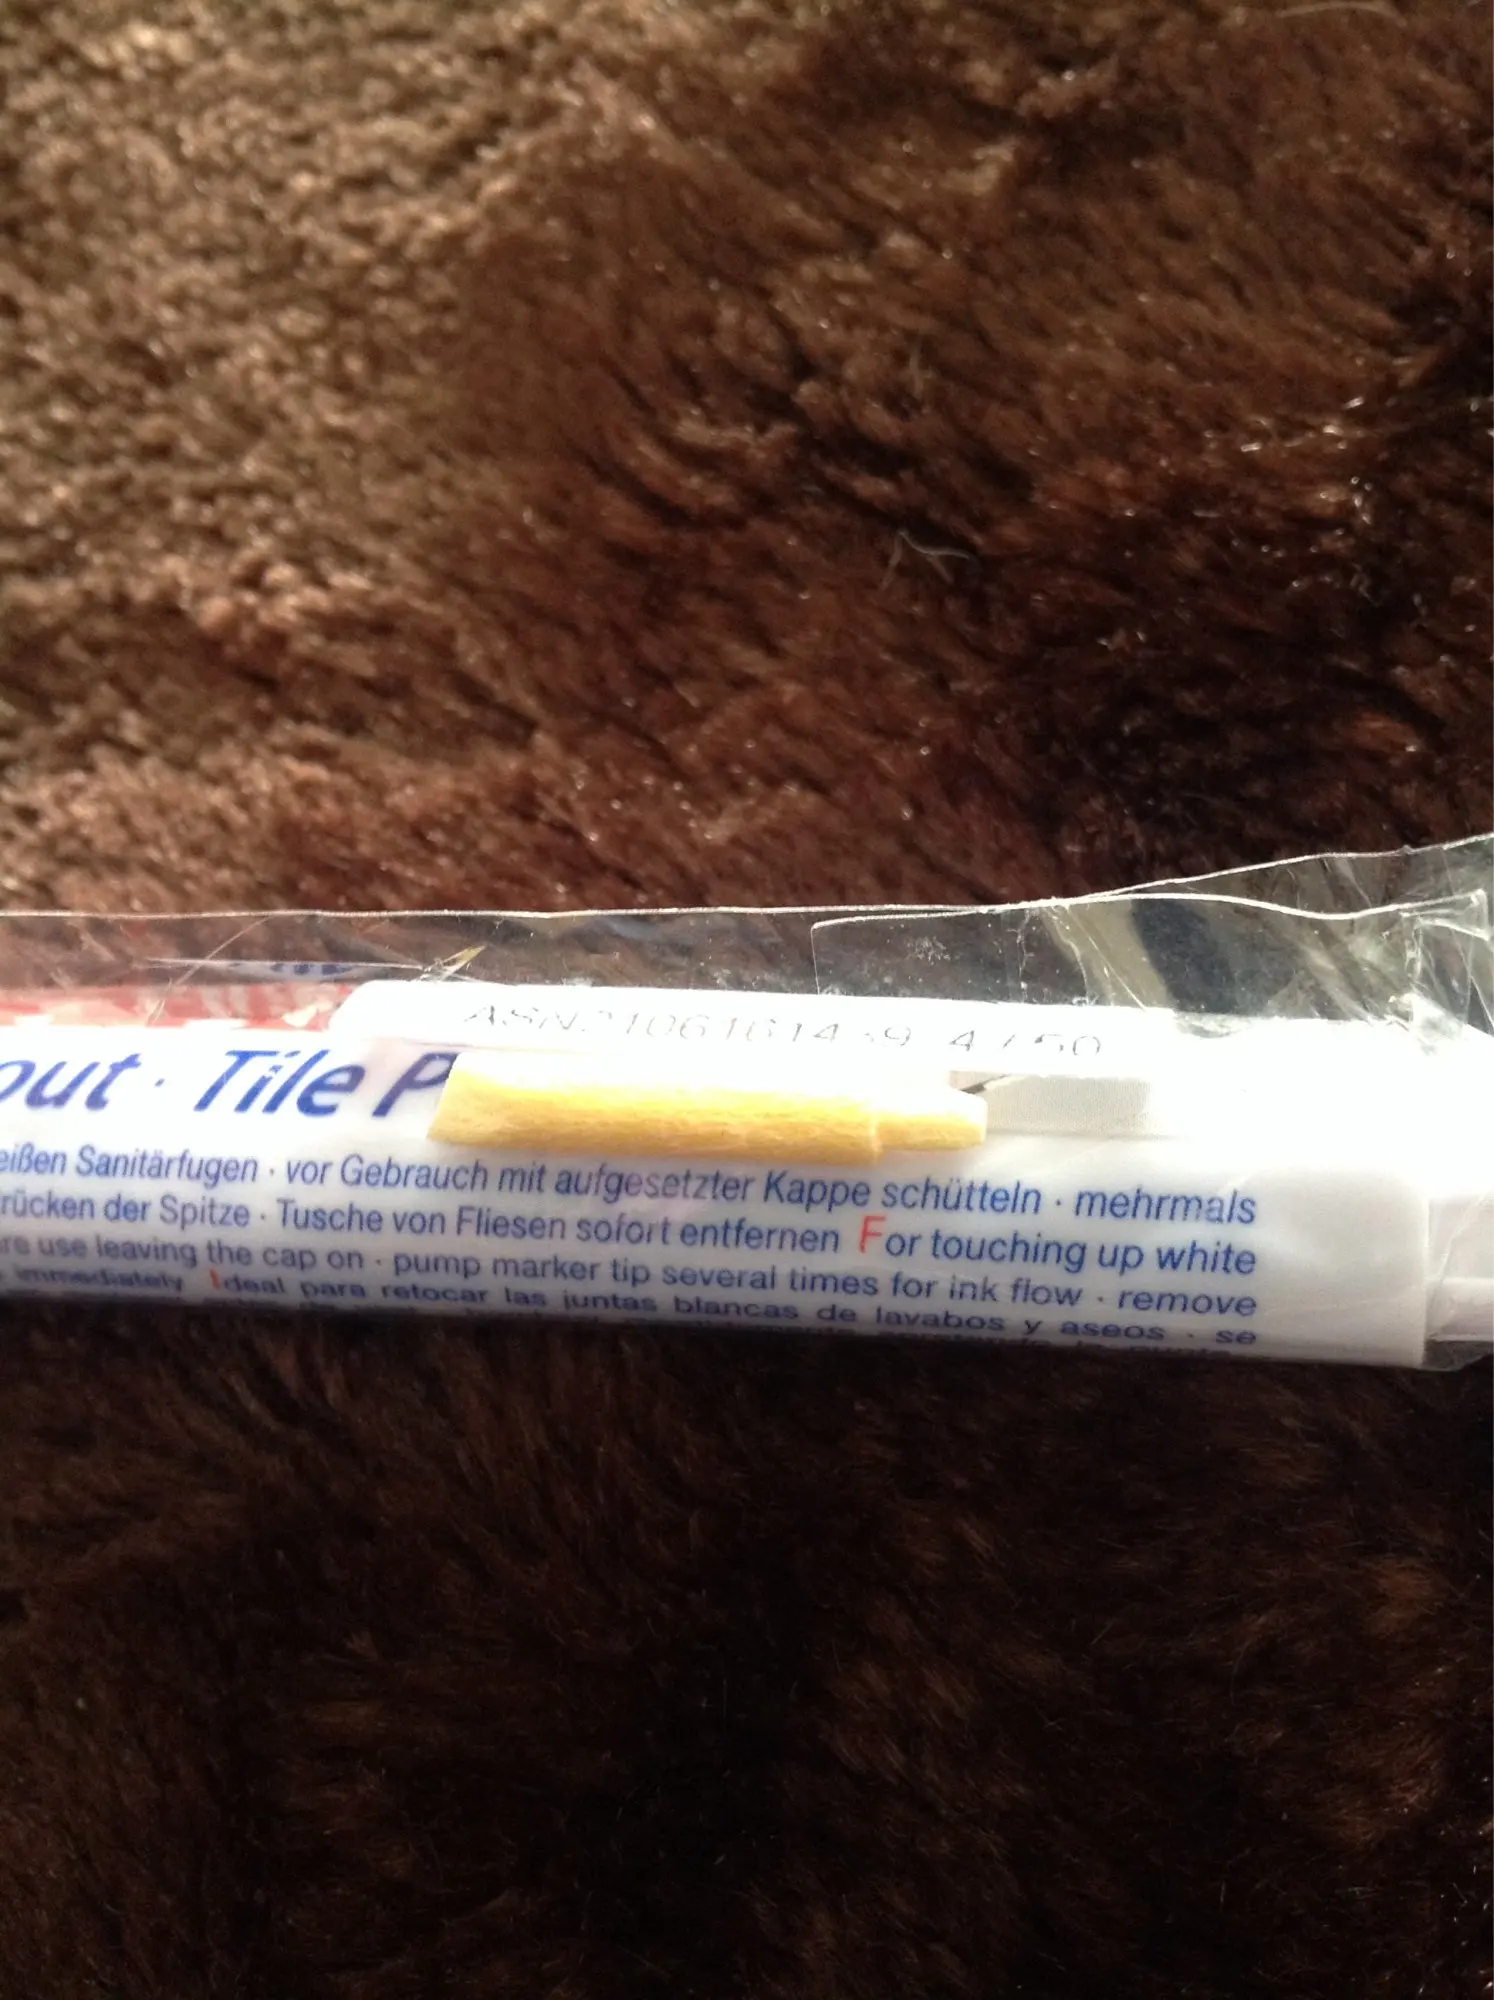 out · Tile P
eißen Sanitärfugen · vor Gebrauch mit aufgesetzter Kappe schütteln · mehrmals
rücken der Spitze · Tusche von Fliesen sofort entfernen For touching up white
re use leaving the cap on · pump marker tip several times for ink flow · remove
immediately Ideal para retocar las juntas blancas de lavabos y aseos · se